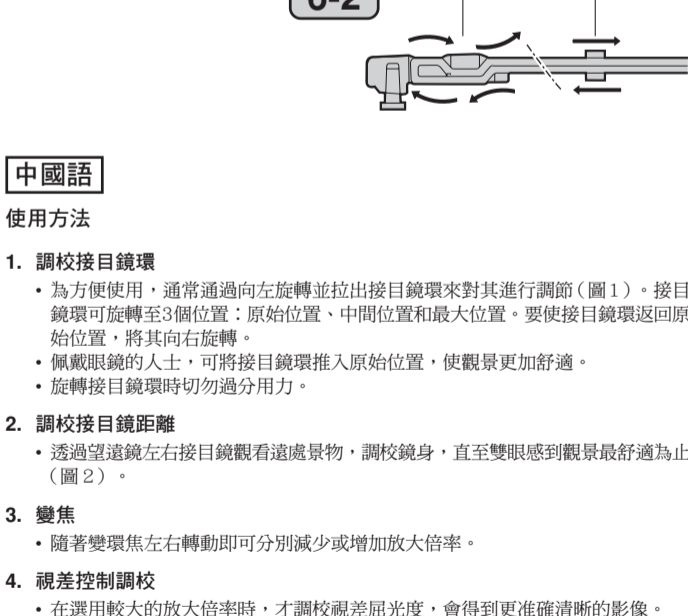 6-2
中國語
使用方法
1. 調校接目鏡環
• 為方便使用，通常通過向左旋轉並拉出接目鏡環來對其進行調節（圖1）。接目
鏡環可旋轉至3個位置：原始位置、中間位置和最大位置。要使接目鏡環返回原
始位置，將其向右旋轉。
• 佩戴眼鏡的人士，可將接目鏡環推入原始位置，使觀景更加舒適。
• 旋轉接目鏡環時切勿過分用力。
2. 調校接目鏡距離
• 透過望遠鏡左右接目鏡觀看遠處景物，調校鏡身，直至雙眼感到觀景最舒適為止
（圖2）。
3. 變焦
• 隨著變環焦左右轉動即可分別減少或增加放大倍率。
4. 視差控制調校
• 在選用較大的放大倍率時，才調校視差屈光度，會得到更准確清晰的影像。